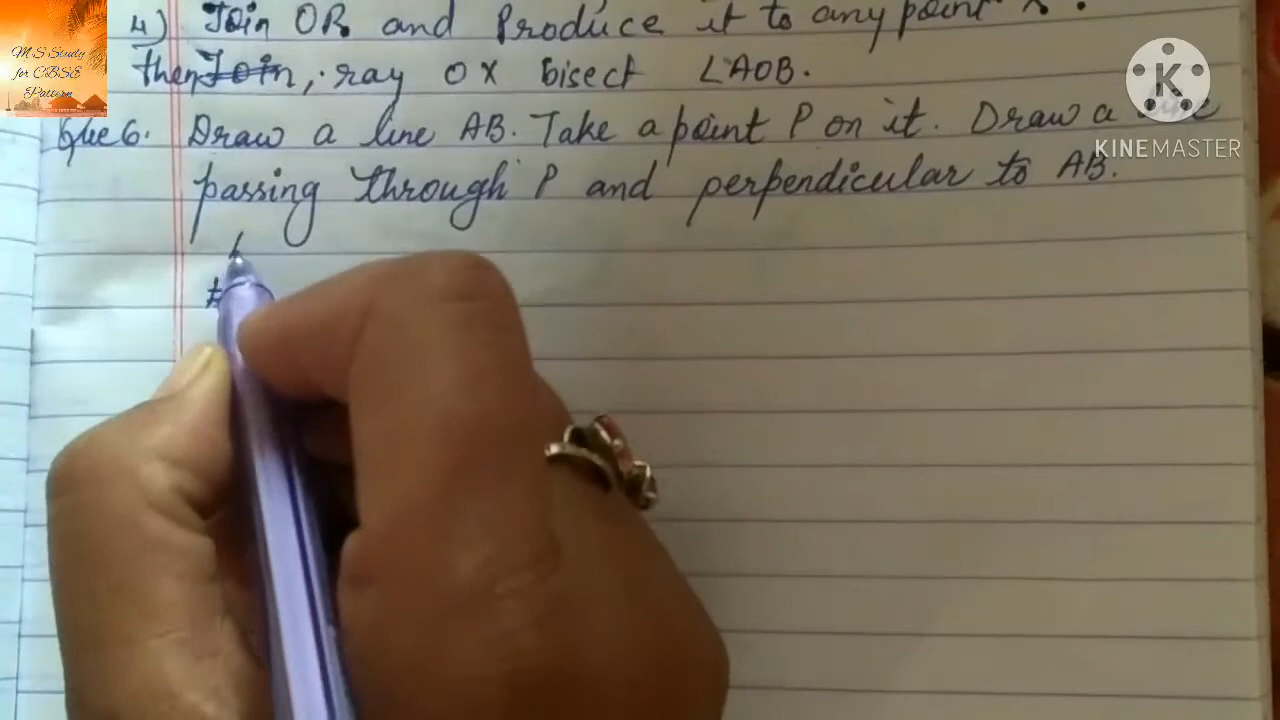 4) Join OR and Produce it to any point X.
then, ray OX bisect ∠AOB.
Que 6. Draw a line AB. Take a point P on it. Draw a line
passing through P and perpendicular to AB.
M.S Study
for CBSE
Pattern
K
KINEMASTER